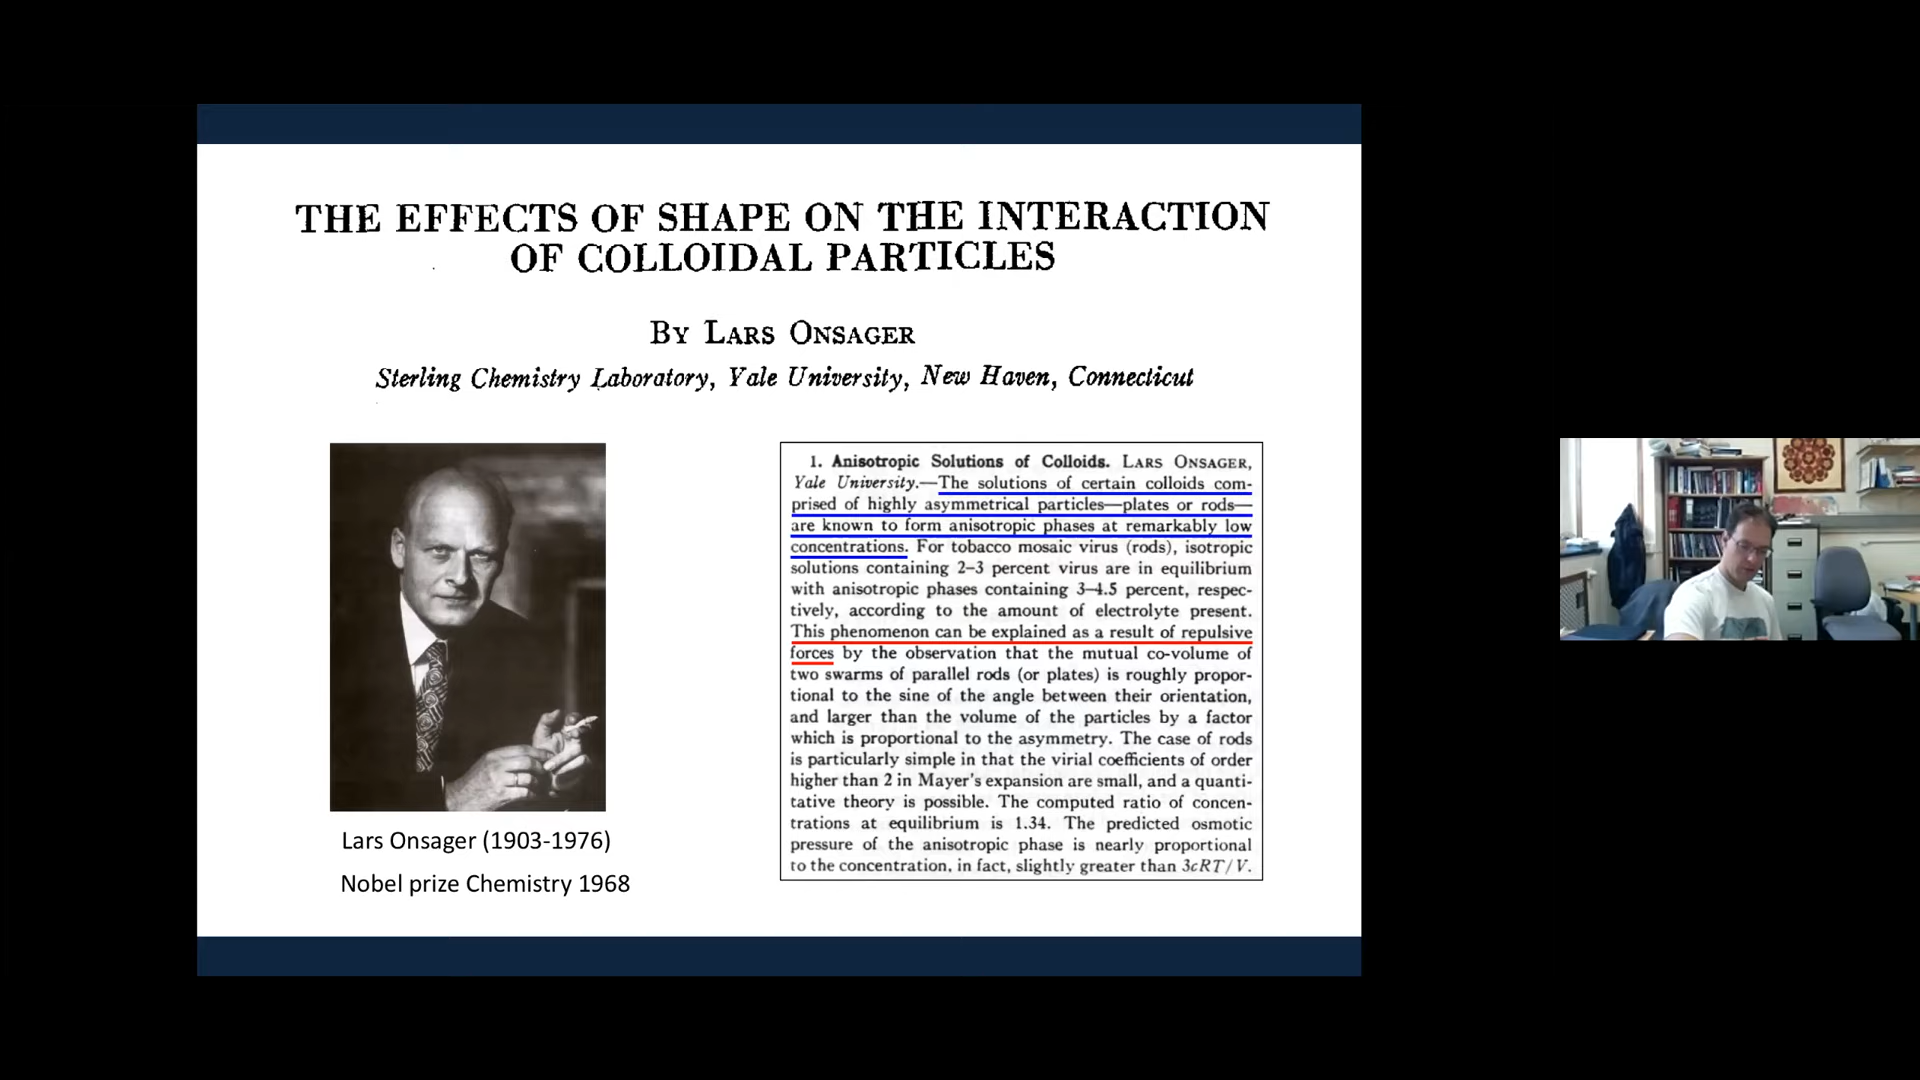 THE EFFECTS OF SHAPE ON THE INTERACTION
OF COLLOIDAL PARTICLES
By Lars Onsager
Sterling Chemistry Laboratory, Yale University, New Haven, Connecticut
1. Anisotropic Solutions of Colloids. LARS ONSAGER,
Yale University.—The solutions of certain colloids com-
prised of highly asymmetrical particles—plates or rods—
are known to form anisotropic phases at remarkably low
concentrations. For tobacco mosaic virus (rods), isotropic
solutions containing 2–3 percent virus are in equilibrium
with anisotropic phases containing 3–4.5 percent, respec-
tively, according to the amount of electrolyte present.
This phenomenon can be explained as a result of repulsive
forces by the observation that the mutual co-volume of
two swarms of parallel rods (or plates) is roughly propor-
tional to the sine of the angle between their orientation,
and larger than the volume of the particles by a factor
which is proportional to the asymmetry. The case of rods
is particularly simple in that the virial coefficients of order
higher than 2 in Mayer's expansion are small, and a quanti-
tative theory is possible. The computed ratio of concen-
trations at equilibrium is 1.34. The predicted osmotic
pressure of the anisotropic phase is nearly proportional
to the concentration, in fact, slightly greater than 3cRT/V.
Lars Onsager (1903-1976)
Nobel prize Chemistry 1968